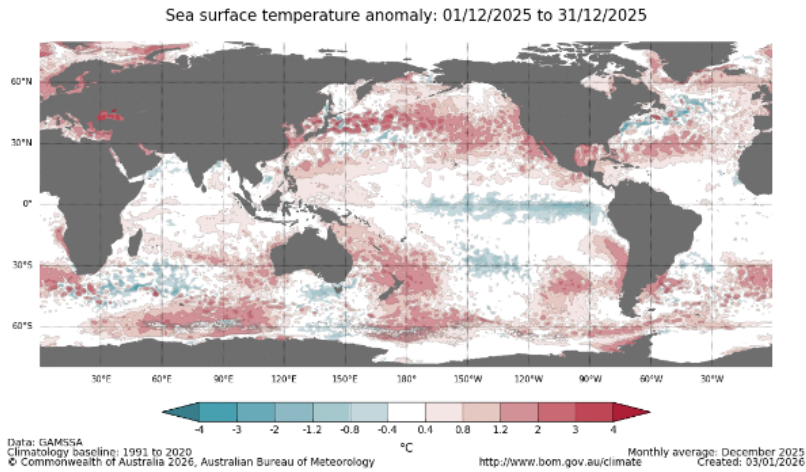 Sea surface temperature anomaly: 01/12/2025 to 31/12/2025
60°N
30°N
0°
30°S
60°S
30°E 60°E 90°E 120°E 150°E 180° 150°W 120°W 90°W 60°W 30°W
-4 -3 -2 -1.2 -0.8 -0.4 0.4 0.8 1.2 2 3 4
°C
Data: GAMSSA
Climatology baseline: 1991 to 2020
© Commonwealth of Australia 2026, Australian Bureau of Meteorology
http://www.bom.gov.au/climate
Monthly average: December 2025
Created: 03/01/2026